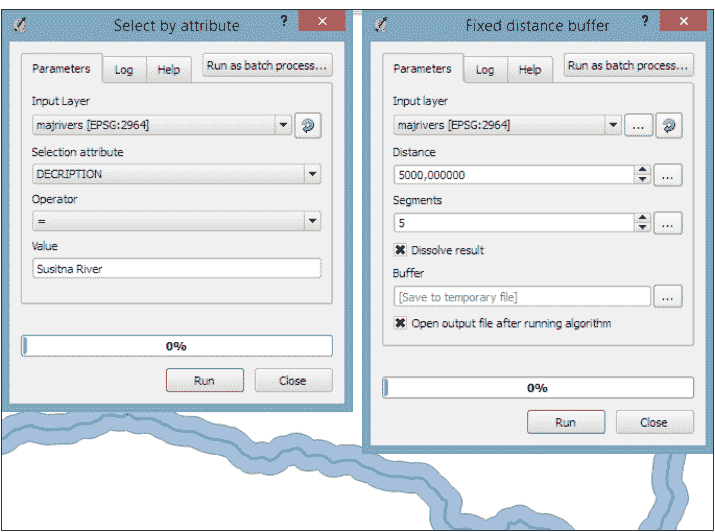 Select by attribute
?
Parameters
Log
Help
Run as batch process...
Input Layer
majrivers [EPSG:2964]
Selection attribute
DECRIPTION
Operator
=
Value
Susitna River
0%
Run
Close
Fixed distance buffer
?
Parameters
Log
Help
Run as batch process...
Input layer
majrivers [EPSG:2964]
...
Distance
5000,000000
...
Segments
5
...
Dissolve result
Buffer
[Save to temporary file]
...
Open output file after running algorithm
0%
Run
Close